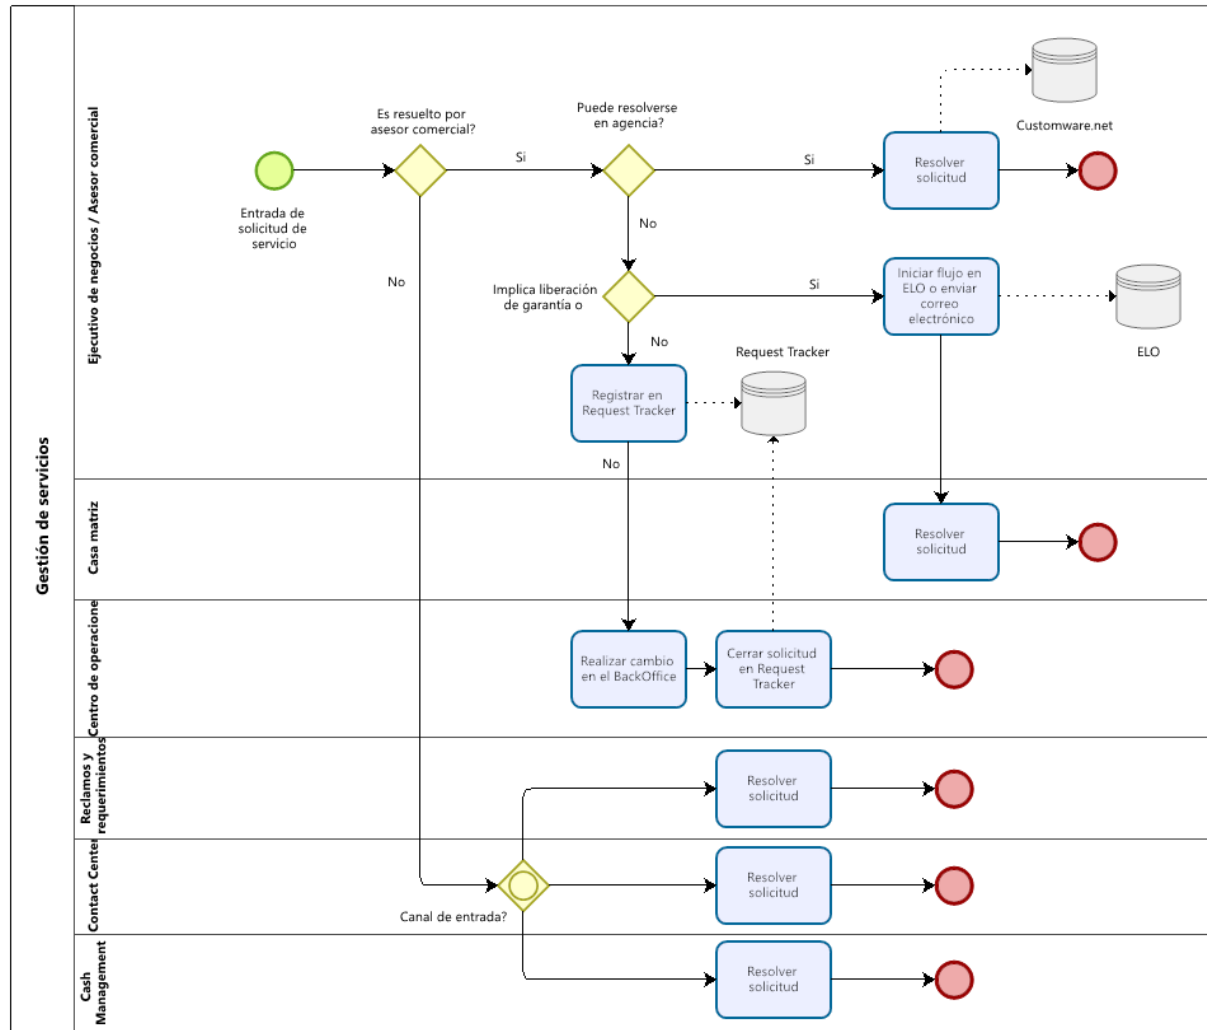 Gestión de servicios
Ejecutivo de negocios / Asesor comercial
Es resuelto por
asesor comercial?
Puede resolverse
en agencia?
Customware.net
Si
Si
Resolver
solicitud
Entrada de
solicitud de
servicio
No
No
Implica liberación
de garantía o
Si
Iniciar flujo en
ELO o enviar
correo
electrónico
ELO
No
Request Tracker
Registrar en
Request Tracker
No
Casa matriz
Resolver
solicitud
Centro de operacione
Realizar cambio
en el BackOffice
Cerrar solicitud
en Request
Tracker
Reclamos y
requerimientos
Resolver
solicitud
Contact Center
Canal de entrada?
Resolver
solicitud
Cash
Management
Resolver
solicitud